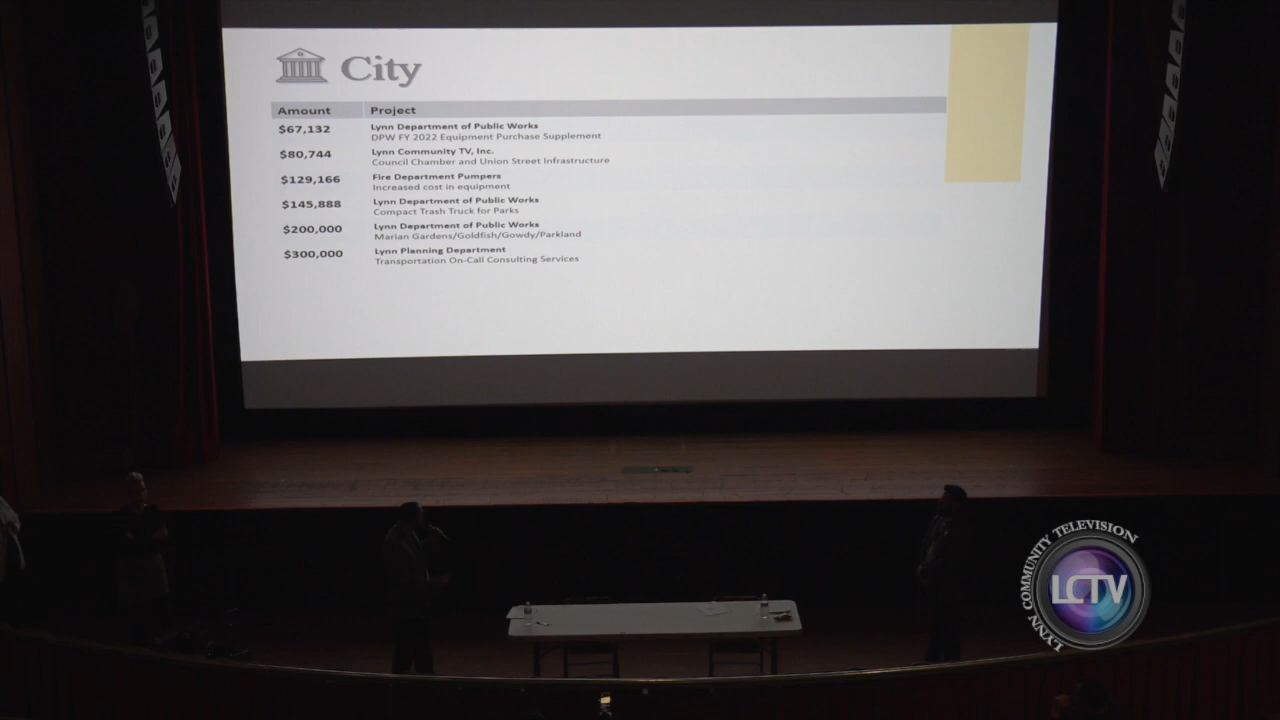 City
Amount Project
$67,132 Lynn Department of Public Works
DPW FY 2022 Equipment Purchase Supplement
$80,744 Lynn Community TV, Inc.
Council Chamber and Union Street Infrastructure
$129,166 Fire Department Pumpers
Increased cost in equipment
$145,888 Lynn Department of Public Works
Compact Trash Truck for Parks
$200,000 Lynn Department of Public Works
Marian Gardens/Goldfish/Gowdy/Parkland
$300,000 Lynn Planning Department
Transportation On-Call Consulting Services
LYNN COMMUNITY TELEVISION
LCTV